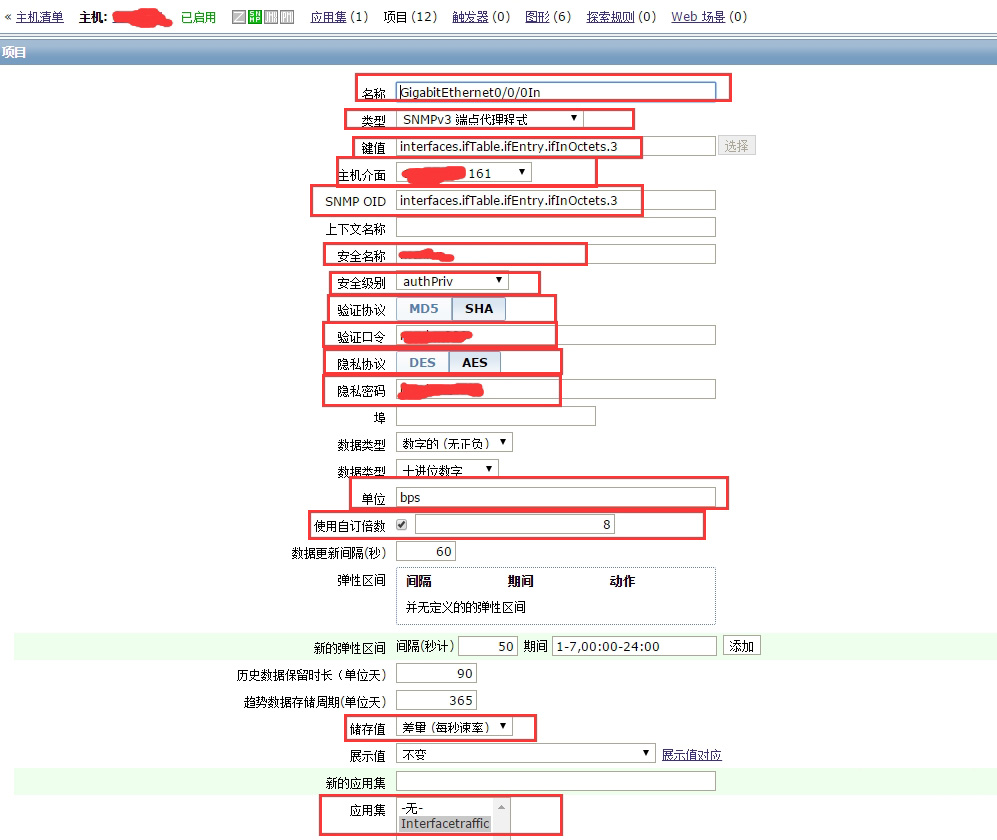 « 主机清单 主机: 已启用 Z SNMP JMX IPMI 应用集 (1) 项目 (12) 触发器 (0) 图形 (6) 探索规则 (0) Web 场景 (0)
项目
名称 GigabitEthernet0/0/0In
类型 SNMPv3 端点代理程式
键值 interfaces.ifTable.ifEntry.ifInOctets.3 选择
主机介面 161
SNMP OID interfaces.ifTable.ifEntry.ifInOctets.3
上下文名称
安全名称
安全级别 authPriv
验证协议 MD5 SHA
验证口令
隐私协议 DES AES
隐私密码
埠
数据类型 数字的 (无正负)
数据类型 十进位数字
单位 bps
使用自订倍数 8
数据更新间隔(秒) 60
弹性区间 间隔 期间 动作
并无定义的的弹性区间
新的弹性区间 间隔(秒计) 50 期间 1-7,00:00-24:00 添加
历史数据保留时长 (单位天) 90
趋势数据存储周期(单位天) 365
储存值 差量 (每秒速率)
展示值 不变 展示值对应
新的应用集
应用集 -无-
Interfacetraffic